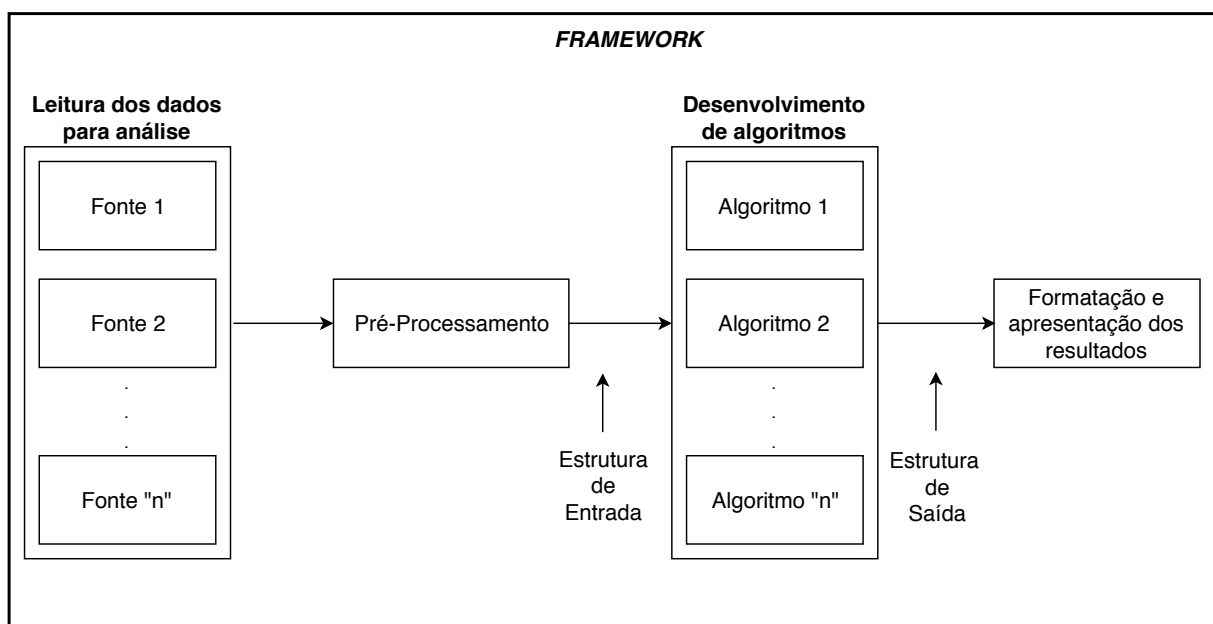 FRAMEWORK
Leitura dos dados
para análise
Fonte 1
Fonte 2
.
.
.
Fonte "n"
Pré-Processamento
Estrutura
de
Entrada
Desenvolvimento
de algoritmos
Algoritmo 1
Algoritmo 2
.
.
.
Algoritmo "n"
Estrutura
de
Saída
Formatação e
apresentação dos
resultados